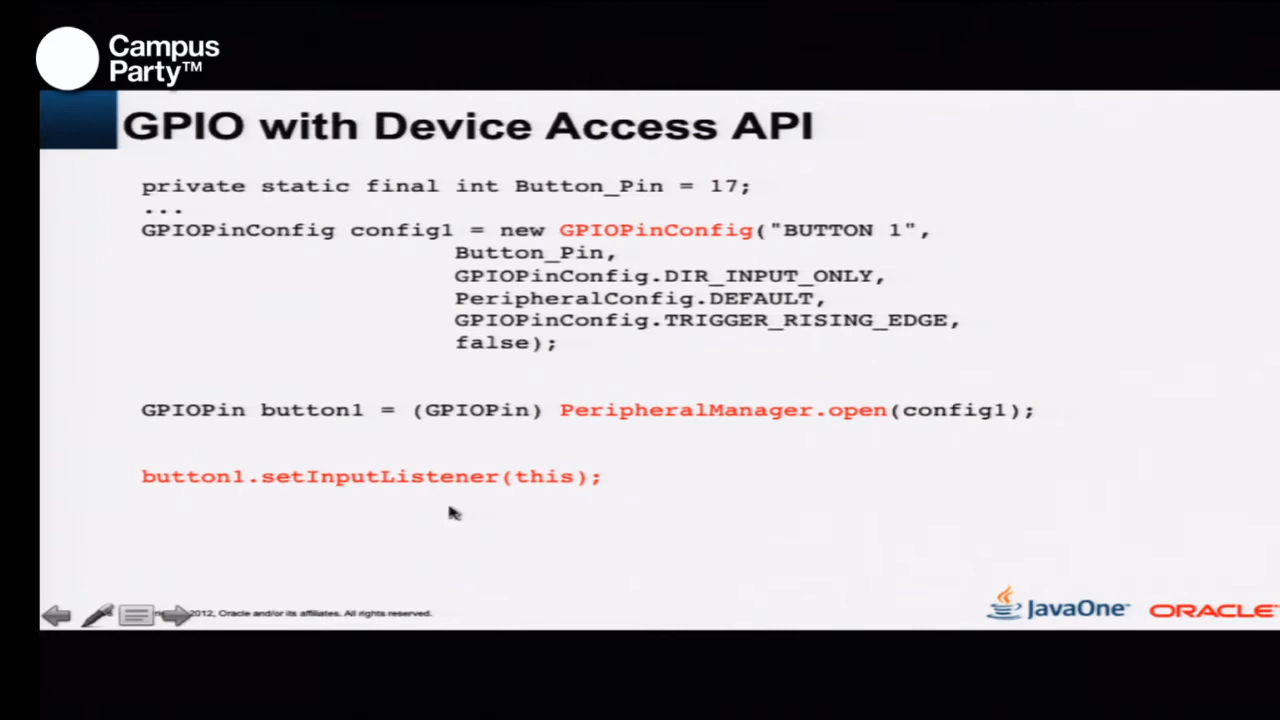 Campus
Party™
GPIO with Device Access API
private static final int Button_Pin = 17;
...
GPIOPinConfig config1 = new GPIOPinConfig("BUTTON 1",
Button_Pin,
GPIOPinConfig.DIR_INPUT_ONLY,
PeripheralConfig.DEFAULT,
GPIOPinConfig.TRIGGER_RISING_EDGE,
false);
GPIOPin button1 = (GPIOPin) PeripheralManager.open(config1);
button1.setInputListener(this);
2012, Oracle and/or its affiliates. All rights reserved.
JavaOne™
ORACLE